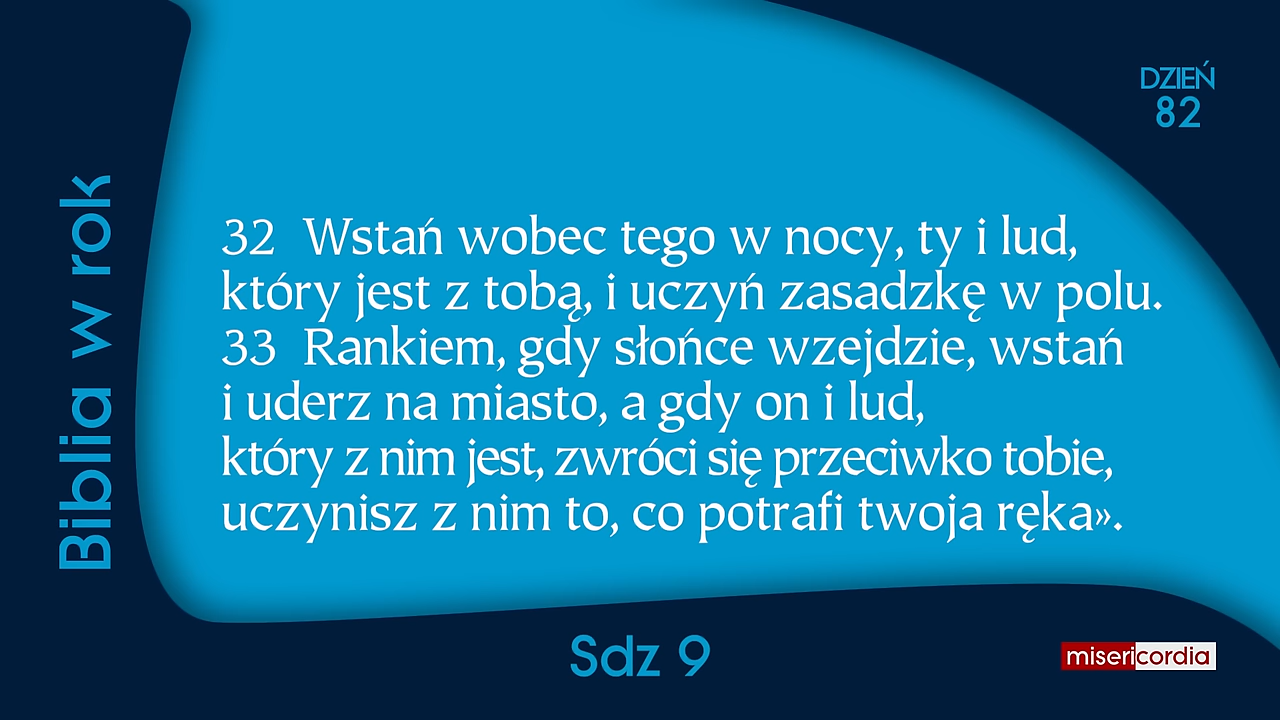 DZIEŃ
82
Biblia w rok
32 Wstań wobec tego w nocy, ty i lud,
który jest z tobą, i uczyń zasadzkę w polu.
33 Rankiem, gdy słońce wzejdzie, wstań
i uderz na miasto, a gdy on i lud,
który z nim jest, zwróci się przeciwko tobie,
uczynisz z nim to, co potrafi twoja ręka».
Sdz 9
misericordia